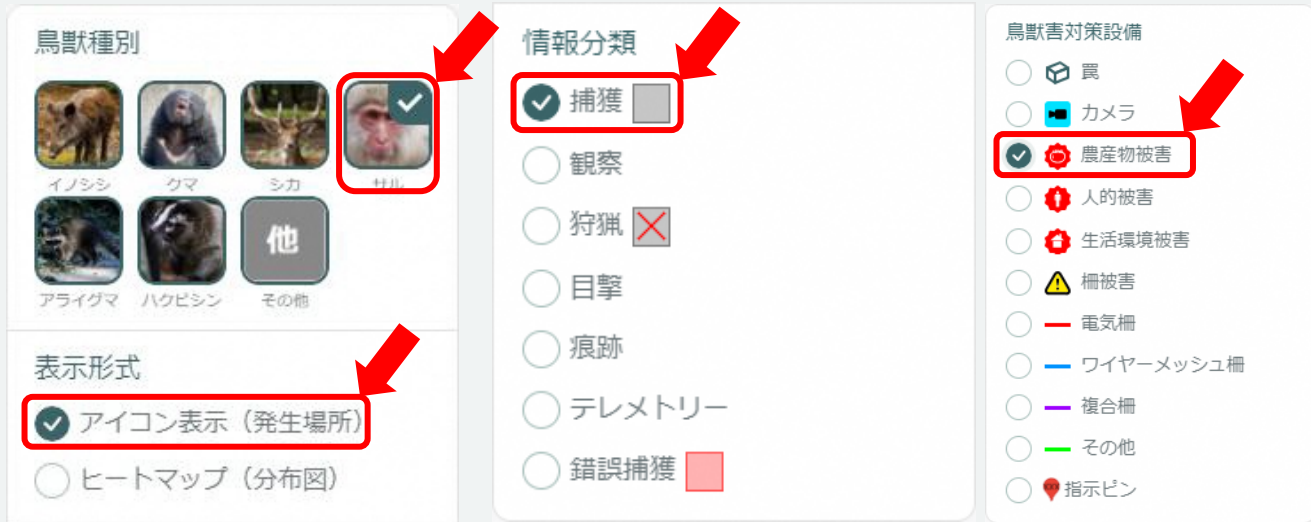 鳥獣種別
イノシシ
クマ
シカ
サル
アライグマ
ハクビシン
他
その他
表示形式
アイコン表示（発生場所）
ヒートマップ（分布図）
情報分類
捕獲
観察
狩猟
目撃
痕跡
テレメトリー
錯誤捕獲
鳥獣害対策設備
罠
カメラ
農産物被害
人的被害
生活環境被害
柵被害
電気柵
ワイヤーメッシュ柵
複合柵
その他
指示ピン